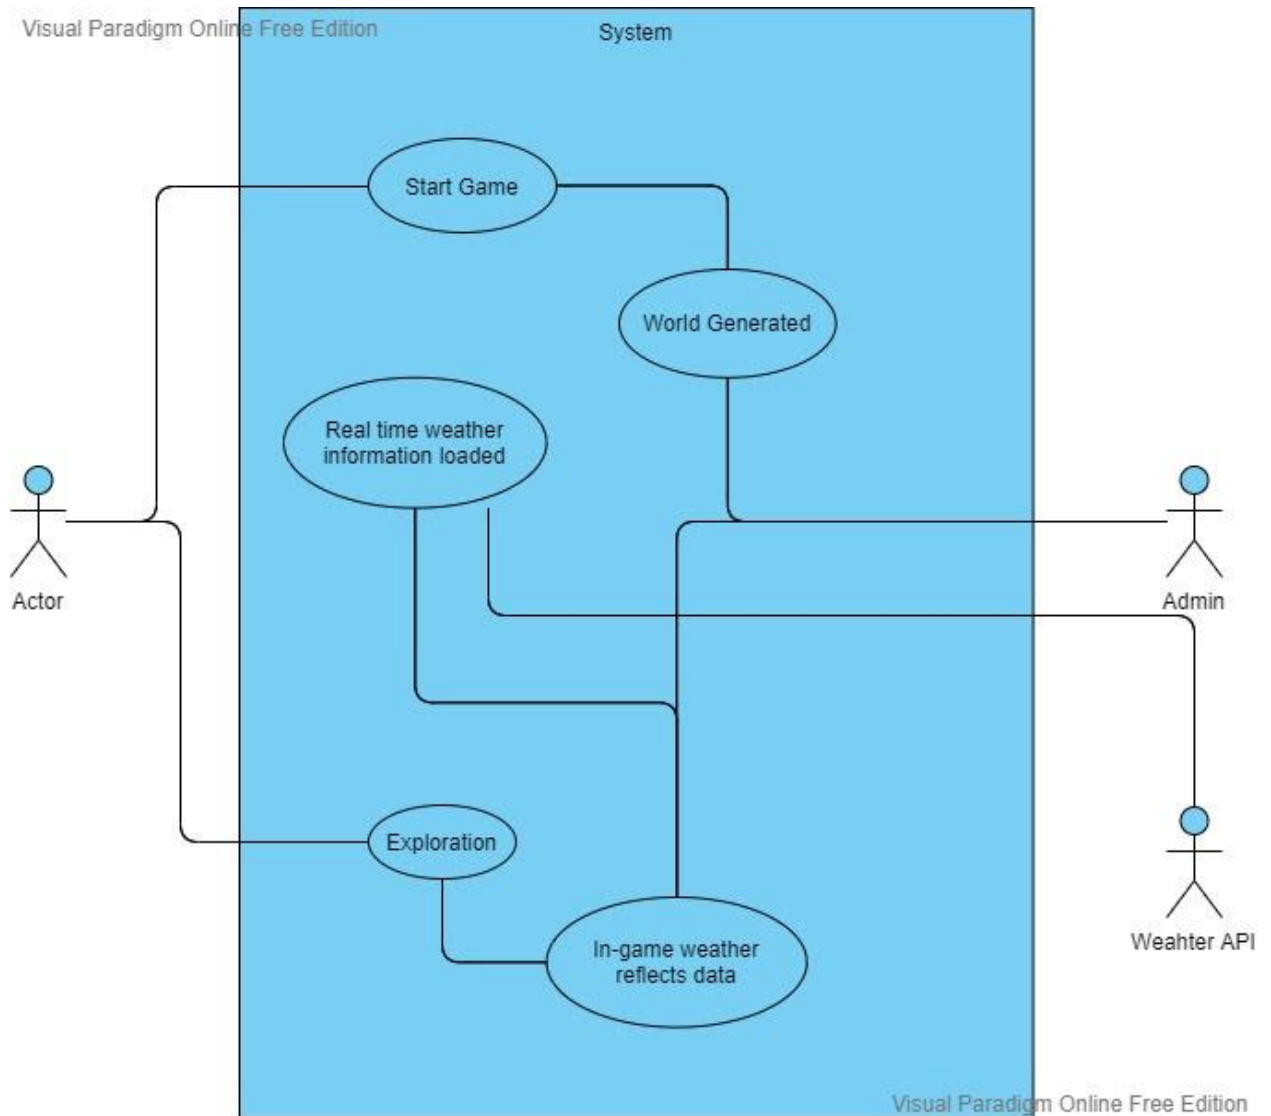 Visual Paradigm Online Free Edition
System
Start Game
World Generated
Real time weather
information loaded
Actor
Admin
Exploration
Weahter API
In-game weather
reflects data
Visual Paradigm Online Free Edition